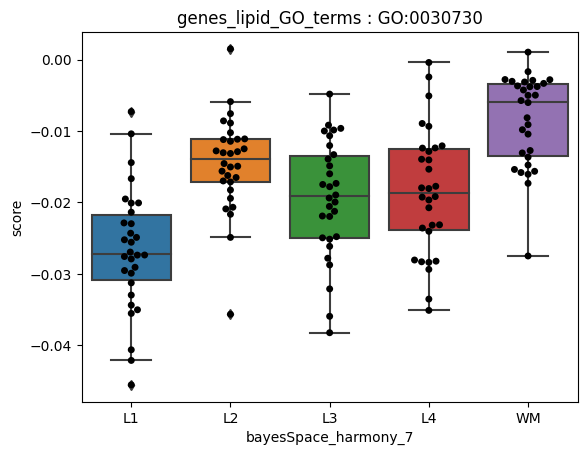 genes_lipid_GO_terms : GO:0030730
0.00
−0.01
−0.02
−0.03
−0.04
score
L1 L2 L3 L4 WM
bayesSpace_harmony_7